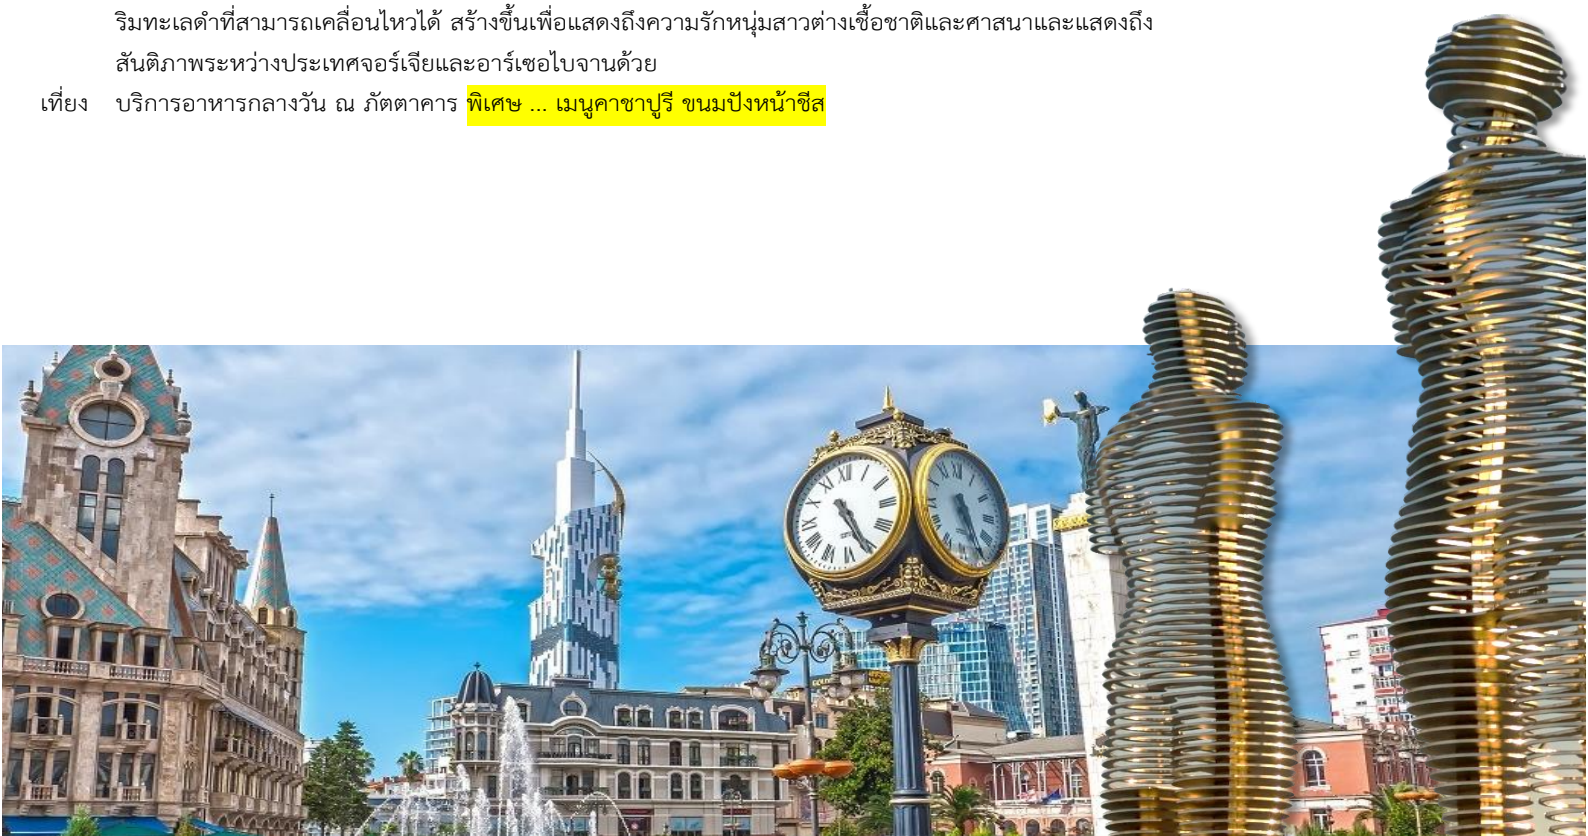 ริมทะเลดำที่สามารถเคลื่อนไหวได้ สร้างขึ้นเพื่อแสดงถึงความรักหนุ่มสาวต่างเชื้อชาติและศาสนาและแสดงถึง
สันติภาพระหว่างประเทศจอร์เจียและอาร์เซอไบจานด้วย
เที่ยง บริการอาหารกลางวัน ณ ภัตตาคาร พิเศษ ... เมนูคาชาปูรี ขนมปังหน้าชีส